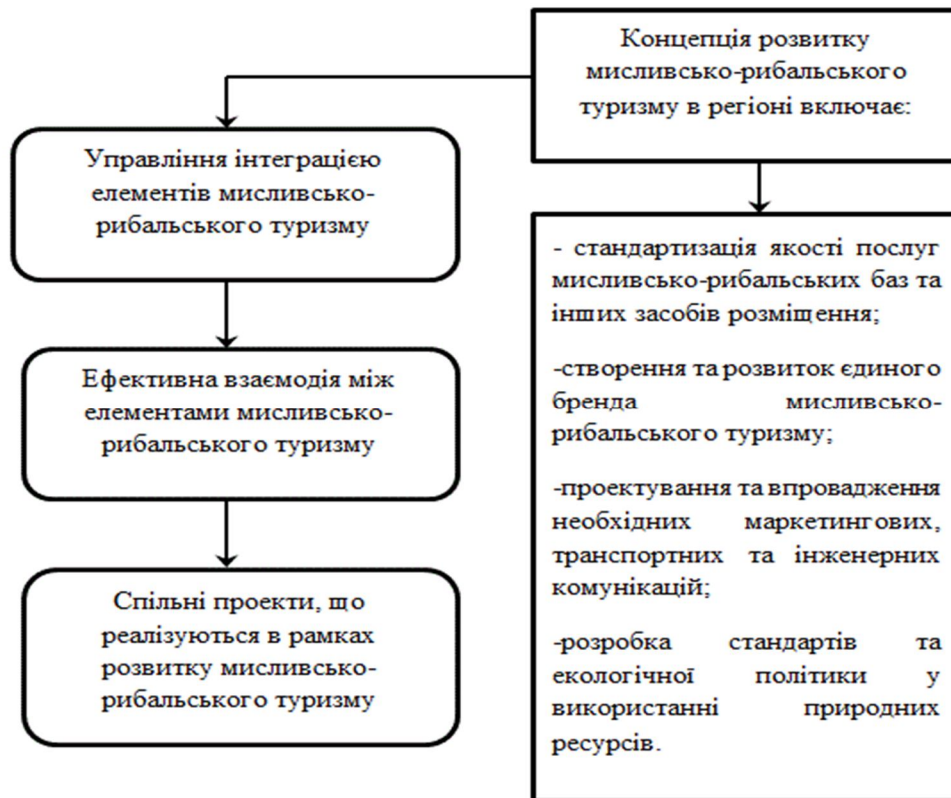 Концепція розвитку
мисливсько-рибальського
туризму в регіоні включає:
Управління інтеграцією
елементів мисливсько-
рибальського туризму
Ефективна взаємодія між
елементами мисливсько-
рибальського туризму
Спільні проекти, що
реалізуються в рамках
розвитку мисливсько-
рибальського туризму
- стандартизація якості послуг
мисливсько-рибальських баз та
інших засобів розміщення;
-створення та розвиток єдиного
бренда мисливсько-
рибальського туризму;
-проектування та впровадження
необхідних маркетингових,
транспортних та інженерних
комунікацій;
-розробка стандартів та
екологічної політики у
використанні природних
ресурсів.